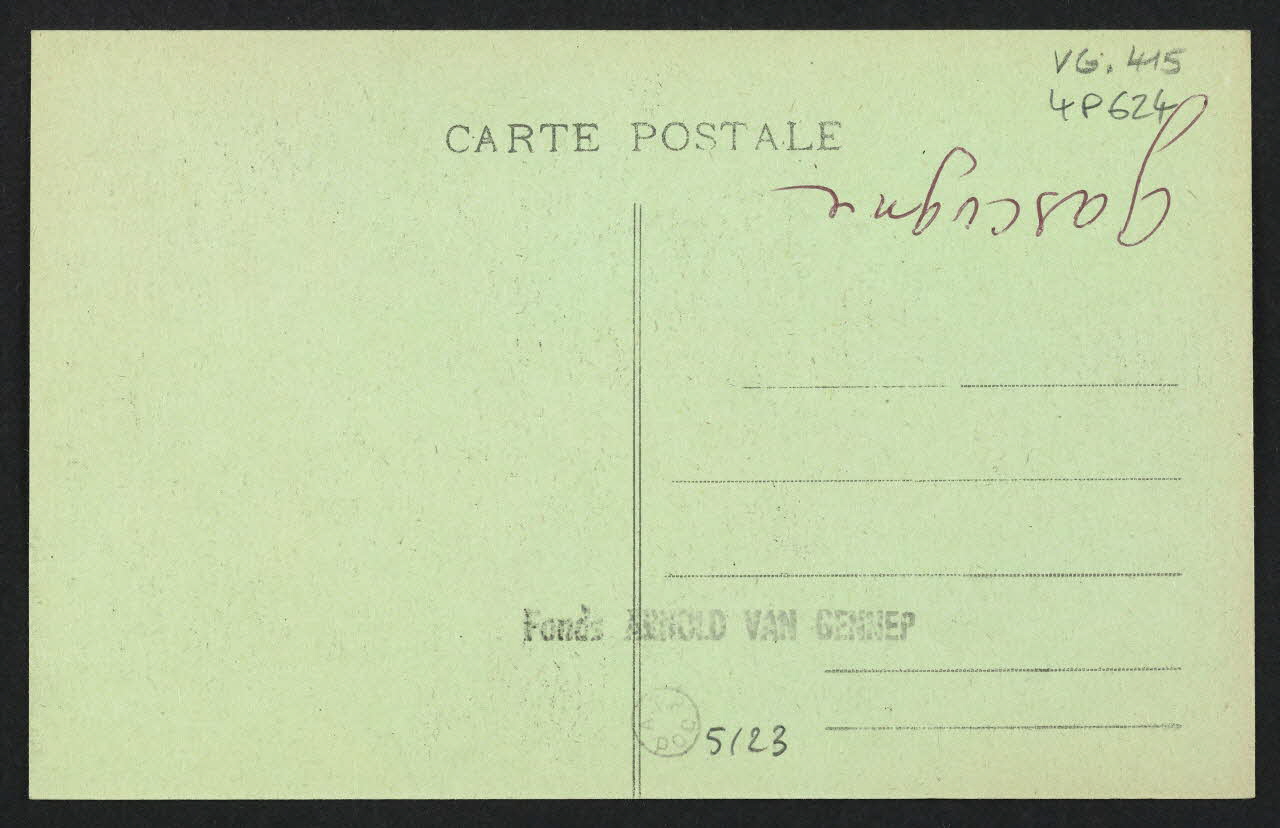 VG. 415
4P624
CARTE POSTALE
Gascogne
Fonds ARNOLD VAN GENNEP
5123